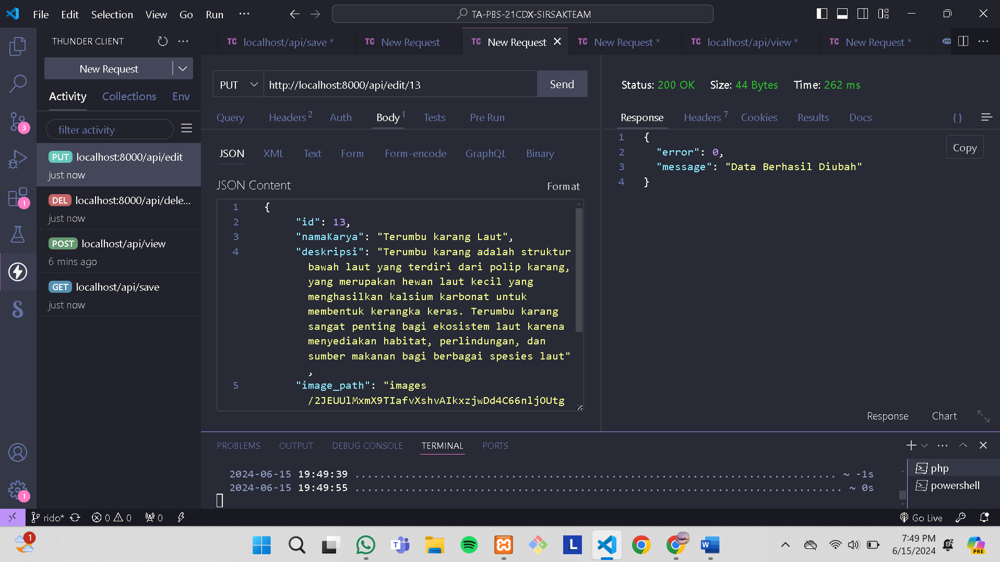 File Edit Selection View Go Run ···
TA-PBS-21CDX-SIRSAKTEAM
THUNDER CLIENT
TC localhost/api/save *
TC New Request
TC New Request
TC New Request *
TC localhost/api/view *
TC New Request *
New Request
Activity Collections Env
filter activity
PUT localhost:8000/api/edit
just now
DEL localhost:8000/api/dele...
just now
POST localhost/api/view
6 mins ago
GET localhost/api/save
just now
3
1
1
PUT http://localhost:8000/api/edit/13 Send
Query Headers 2 Auth Body 1 Tests Pre Run
JSON XML Text Form Form-encode GraphQL Binary
JSON Content Format
1 {
2 "id": 13,
3 "namaKarya": "Terumbu karang Laut",
4 "deskripsi": "Terumbu karang adalah struktur
bawah laut yang terdiri dari polip karang,
yang merupakan hewan laut kecil yang
menghasilkan kalsium karbonat untuk
membentuk kerangka keras. Terumbu karang
sangat penting bagi ekosistem laut karena
menyediakan habitat, perlindungan, dan
sumber makanan bagi berbagai spesies laut"
,
5 "image_path": "images
/2JEUUlMxmX9TIafvXshvAIkxzjwDd4C66nljOUtg
Status: 200 OK Size: 44 Bytes Time: 262 ms
Response Headers 7 Cookies Results Docs {}
1 {
2 "error": 0,
3 "message": "Data Berhasil Diubah"
4 }
Copy
Response Chart
PROBLEMS OUTPUT DEBUG CONSOLE TERMINAL PORTS
2024-06-15 19:49:39 ............................................................................. ~ -1s
2024-06-15 19:49:55 .............................................................................. ~ 0s
php
powershell
rido* 0 0 0 Go Live
1
L
W
PRE
7:49 PM
6/15/2024